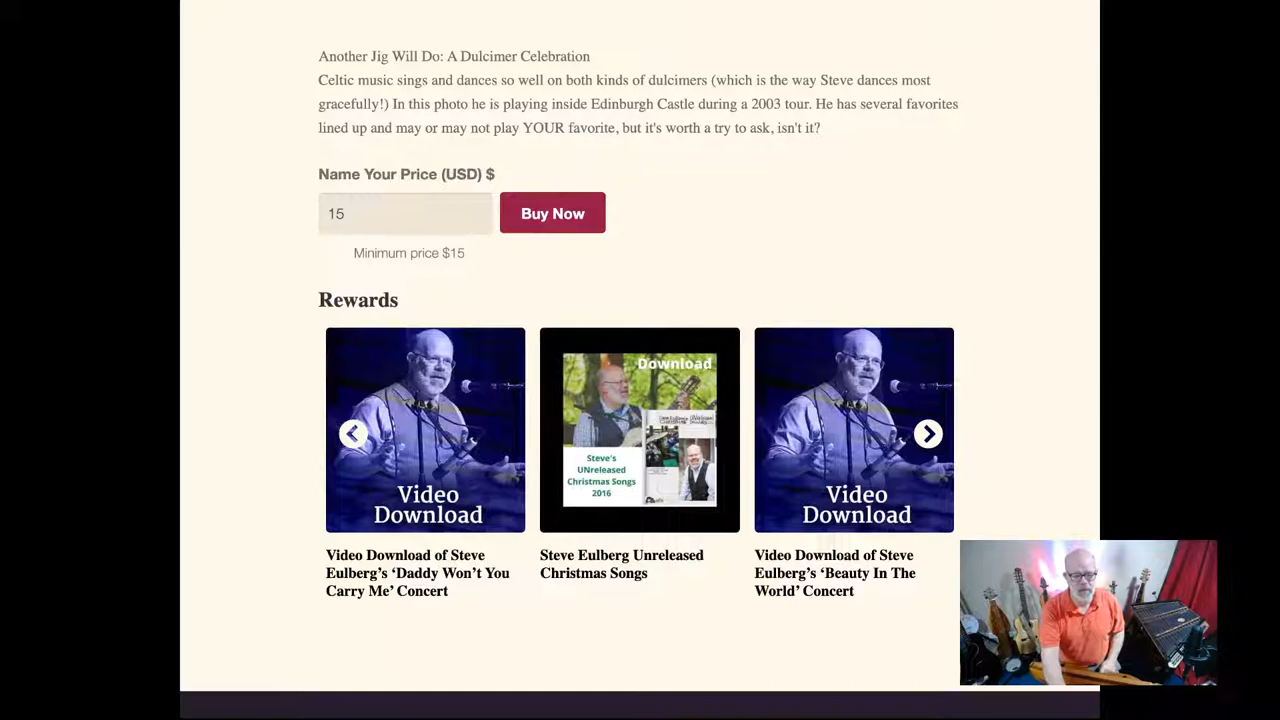 Another Jig Will Do: A Dulcimer Celebration
Celtic music sings and dances so well on both kinds of dulcimers (which is the way Steve dances most
gracefully!) In this photo he is playing inside Edinburgh Castle during a 2003 tour. He has several favorites
lined up and may or may not play YOUR favorite, but it's worth a try to ask, isn't it?
Name Your Price (USD) $
15
Buy Now
Minimum price $15
Rewards
Video
Download
Download
Steve's
UNreleased
Christmas Songs
2016
Video
Download
Video Download of Steve
Eulberg’s ‘Daddy Won’t You
Carry Me’ Concert
Steve Eulberg Unreleased
Christmas Songs
Video Download of Steve
Eulberg’s ‘Beauty In The
World’ Concert